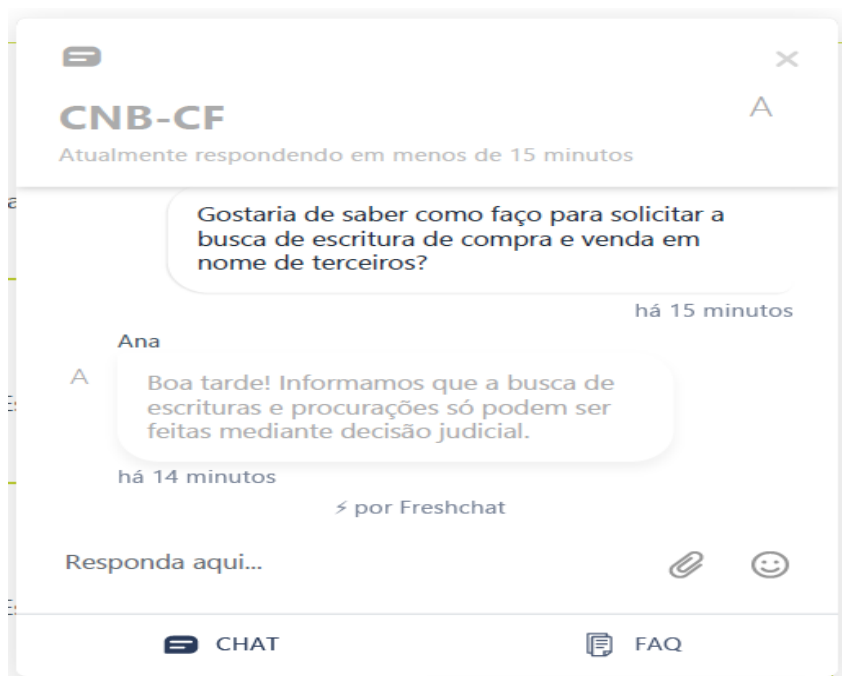 CNB-CF
A
Atualmente respondendo em menos de 15 minutos
Gostaria de saber como faço para solicitar a
busca de escritura de compra e venda em
nome de terceiros?
há 15 minutos
Ana
A
Boa tarde! Informamos que a busca de
escrituras e procurações só podem ser
feitas mediante decisão judicial.
há 14 minutos
⚡ por Freshchat
Responda aqui...
CHAT
FAQ